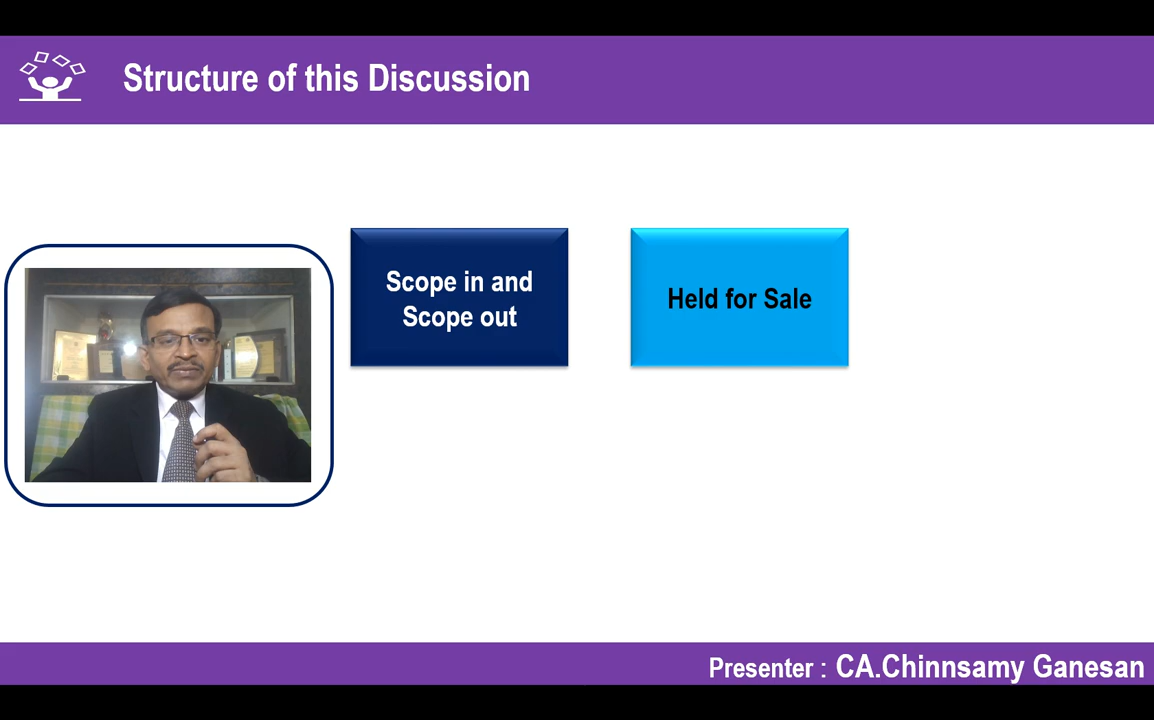 Structure of this Discussion
Scope in and
Scope out
Held for Sale
Presenter : CA.Chinnsamy Ganesan